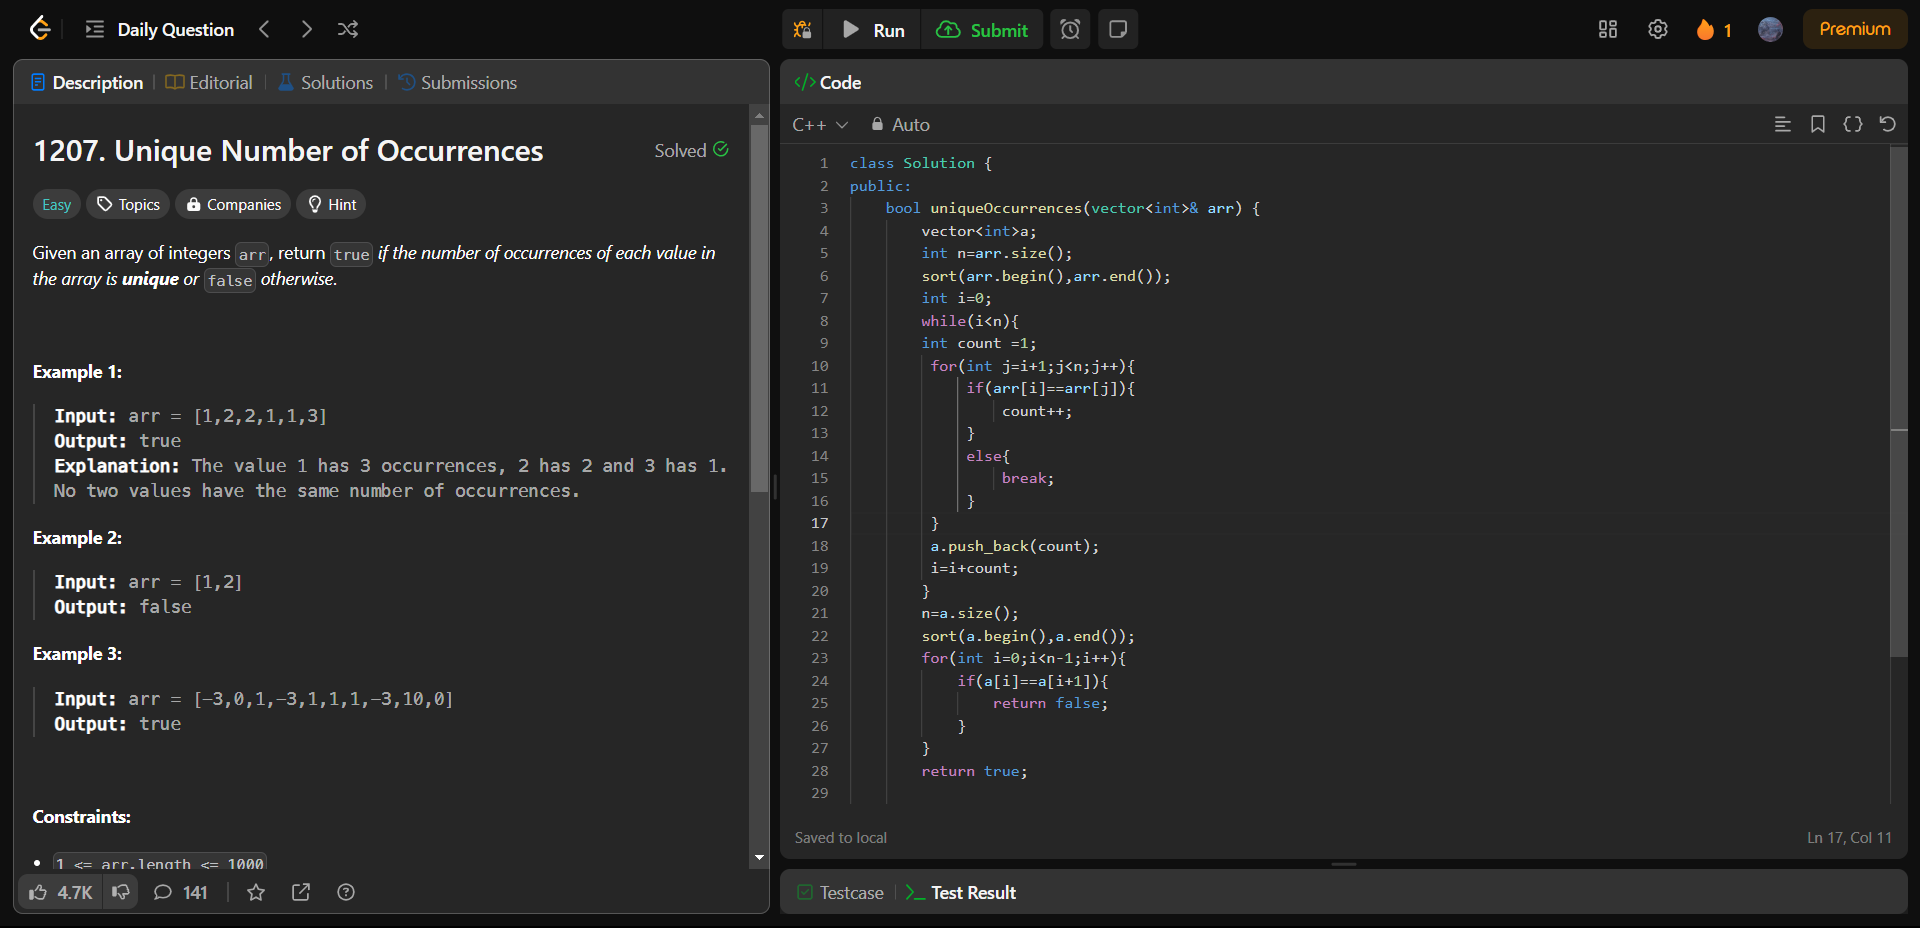 Daily Question
Run
Submit
1
Premium
Description
Editorial
Solutions
Submissions
1207. Unique Number of Occurrences
Solved
Easy
Topics
Companies
Hint
Given an array of integers arr, return true if the number of occurrences of each value in
the array is unique or false otherwise.
Example 1:
Input: arr = [1,2,2,1,1,3]
Output: true
Explanation: The value 1 has 3 occurrences, 2 has 2 and 3 has 1.
No two values have the same number of occurrences.
Example 2:
Input: arr = [1,2]
Output: false
Example 3:
Input: arr = [-3,0,1,-3,1,1,1,-3,10,0]
Output: true
Constraints:
• 1 <= arr.length <= 1000
4.7K
141
</> Code
C++
Auto
1 class Solution {
2 public:
3 bool uniqueOccurrences(vector<int>& arr) {
4 vector<int>a;
5 int n=arr.size();
6 sort(arr.begin(),arr.end());
7 int i=0;
8 while(i<n){
9 int count =1;
10 for(int j=i+1;j<n;j++){
11 if(arr[i]==arr[j]){
12 count++;
13 }
14 else{
15 break;
16 }
17 }
18 a.push_back(count);
19 i=i+count;
20 }
21 n=a.size();
22 sort(a.begin(),a.end());
23 for(int i=0;i<n-1;i++){
24 if(a[i]==a[i+1]){
25 return false;
26 }
27 }
28 return true;
29
Saved to local
Ln 17, Col 11
Testcase
Test Result